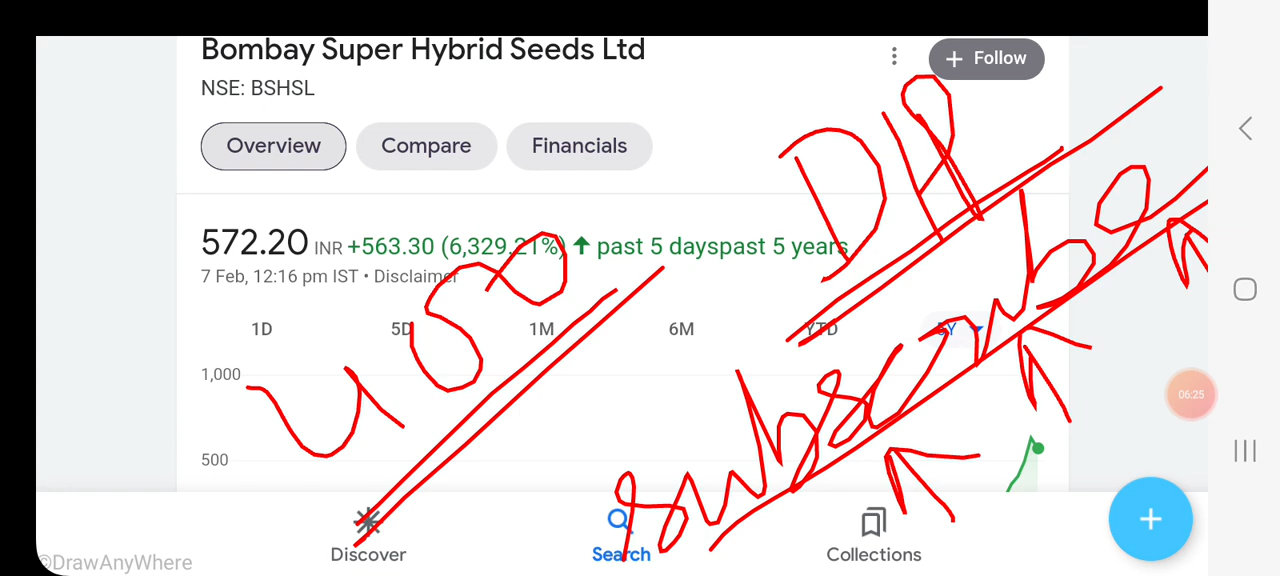 Bombay Super Hybrid Seeds Ltd
+ Follow
NSE: BSHSL
Overview Compare Financials
DP
572.20 INR +563.30 (6,329.21%) ↑ past 5 dayspast 5 years
7 Feb, 12:16 pm IST • Disclaimer
1D 5D 1M 6M YTD 5Y
1,000
500
06:25
Discover Search Collections
©DrawAnyWhere